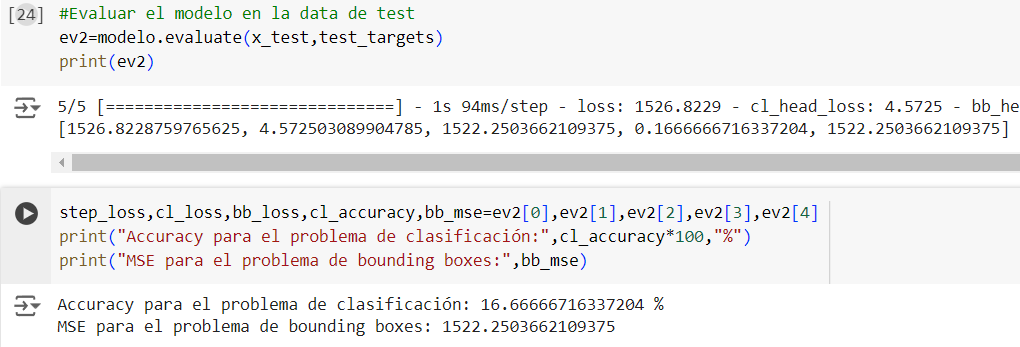 [24] #Evaluar el modelo en la data de test
ev2=modelo.evaluate(x_test,test_targets)
print(ev2)
5/5 [==============================] - 1s 94ms/step - loss: 1526.8229 - cl_head_loss: 4.5725 - bb_he
[1526.8228759765625, 4.572503089904785, 1522.2503662109375, 0.1666666716337204, 1522.2503662109375]
step_loss,cl_loss,bb_loss,cl_accuracy,bb_mse=ev2[0],ev2[1],ev2[2],ev2[3],ev2[4]
print("Accuracy para el problema de clasificación:",cl_accuracy*100,"%")
print("MSE para el problema de bounding boxes:",bb_mse)
Accuracy para el problema de clasificación: 16.66666716337204 %
MSE para el problema de bounding boxes: 1522.2503662109375